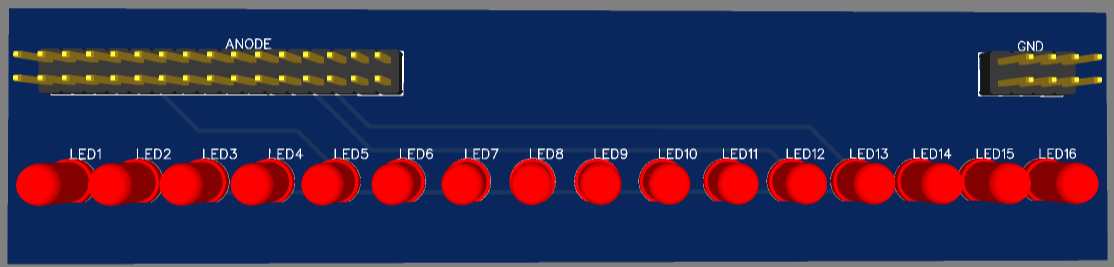 ANODE
GND
LED1 LED2 LED3 LED4 LED5 LED6 LED7 LED8 LED9 LED10 LED11 LED12 LED13 LED14 LED15 LED16